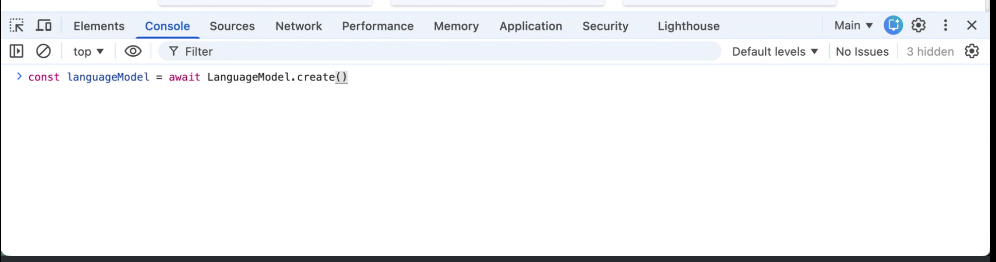 Elements Console Sources Network Performance Memory Application Security Lighthouse Main
top Filter Default levels No Issues 3 hidden
const languageModel = await LanguageModel.create()